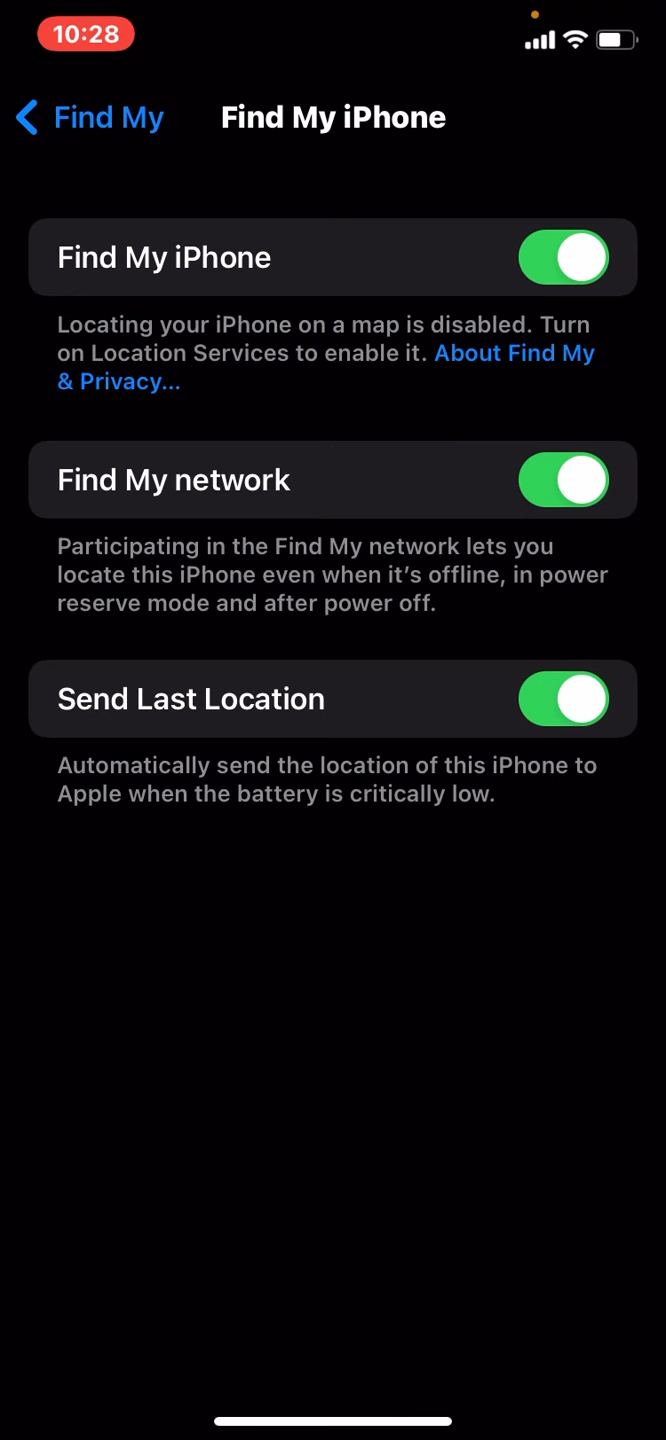 10:28
Find My
Find My iPhone
Find My iPhone
Locating your iPhone on a map is disabled. Turn
on Location Services to enable it. About Find My
& Privacy...
Find My network
Participating in the Find My network lets you
locate this iPhone even when it’s offline, in power
reserve mode and after power off.
Send Last Location
Automatically send the location of this iPhone to
Apple when the battery is critically low.